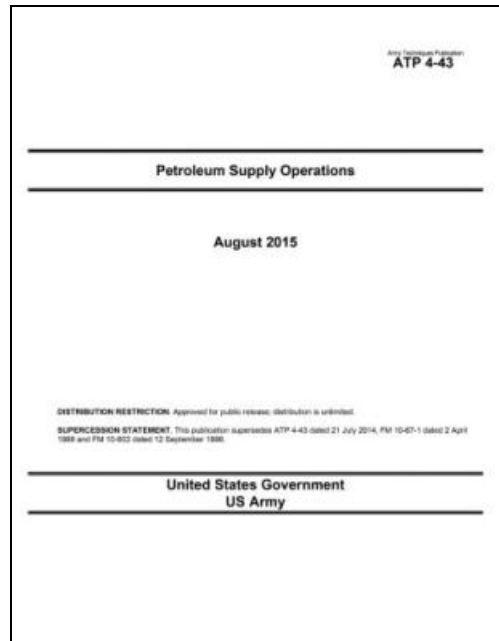 Army Techniques Publication
ATP 4-43
Petroleum Supply Operations
August 2015
DISTRIBUTION RESTRICTION. Approved for public release; distribution is unlimited.
SUPERCESSION STATEMENT. This publication supersedes ATP 4-43 dated 21 July 2014, FM 10-67-1 dated 2 April
1998 and FM 10-602 dated 12 September 1996.
United States Government
US Army